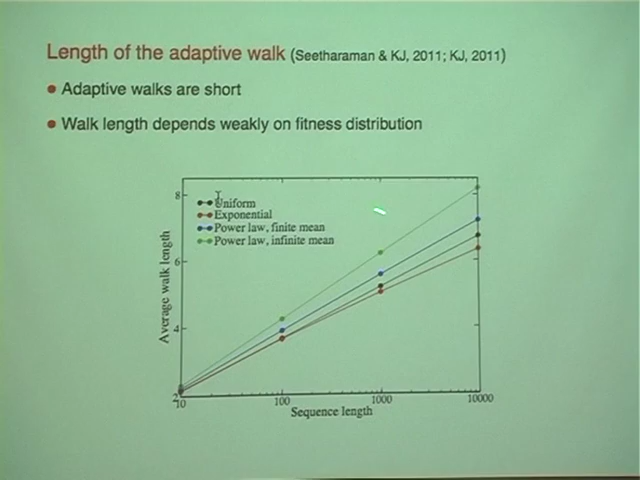 Length of the adaptive walk (Seetharaman & KJ, 2011; KJ, 2011)
Adaptive walks are short
Walk length depends weakly on fitness distribution
8
6
4
2
Average walk length
Uniform
Exponential
Power law, finite mean
Power law, infinite mean
10 100 1000 10000
Sequence length